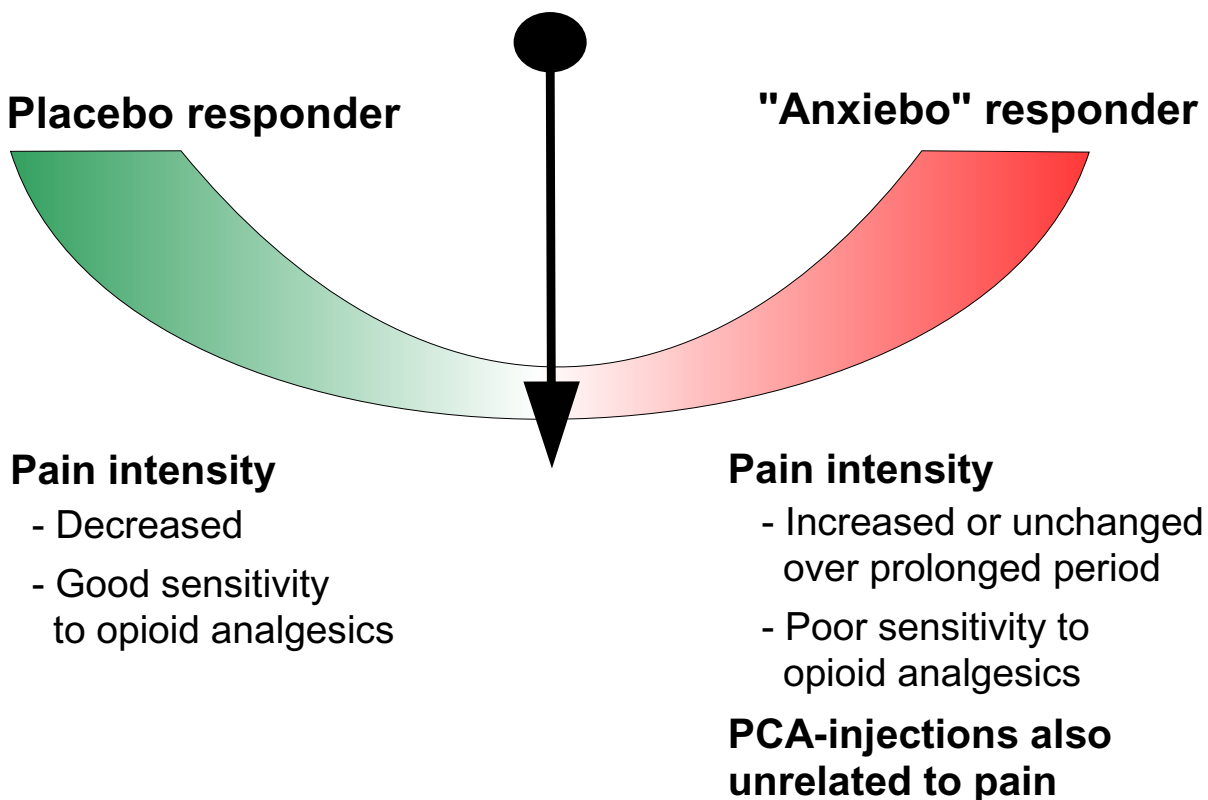 Placebo responder
"Anxiebo" responder
Pain intensity
- Decreased
- Good sensitivity
to opioid analgesics
Pain intensity
- Increased or unchanged
over prolonged period
- Poor sensitivity to
opioid analgesics
PCA-injections also
unrelated to pain